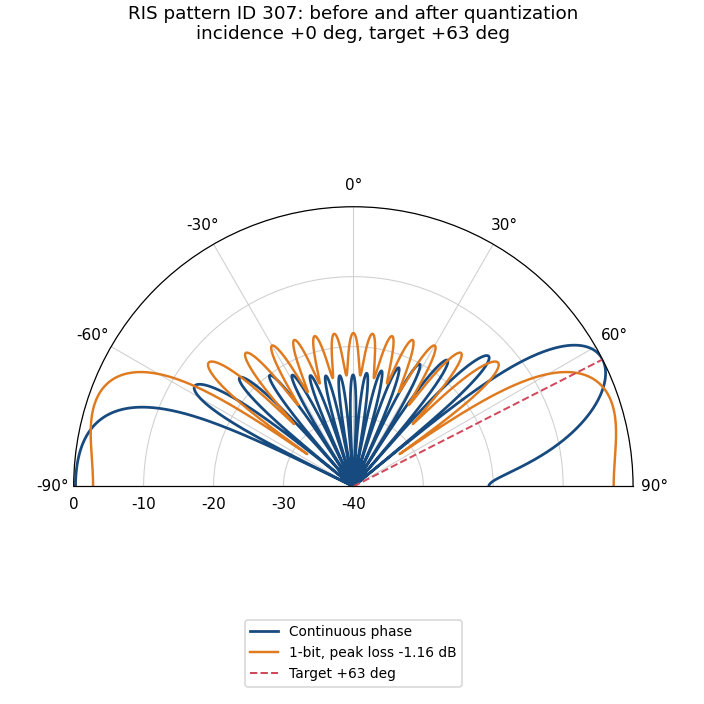 RIS pattern ID 307: before and after quantization
incidence +0 deg, target +63 deg
0°
-30°
30°
-60°
60°
-90°
90°
0
-10
-20
-30
-40
Continuous phase
1-bit, peak loss -1.16 dB
Target +63 deg